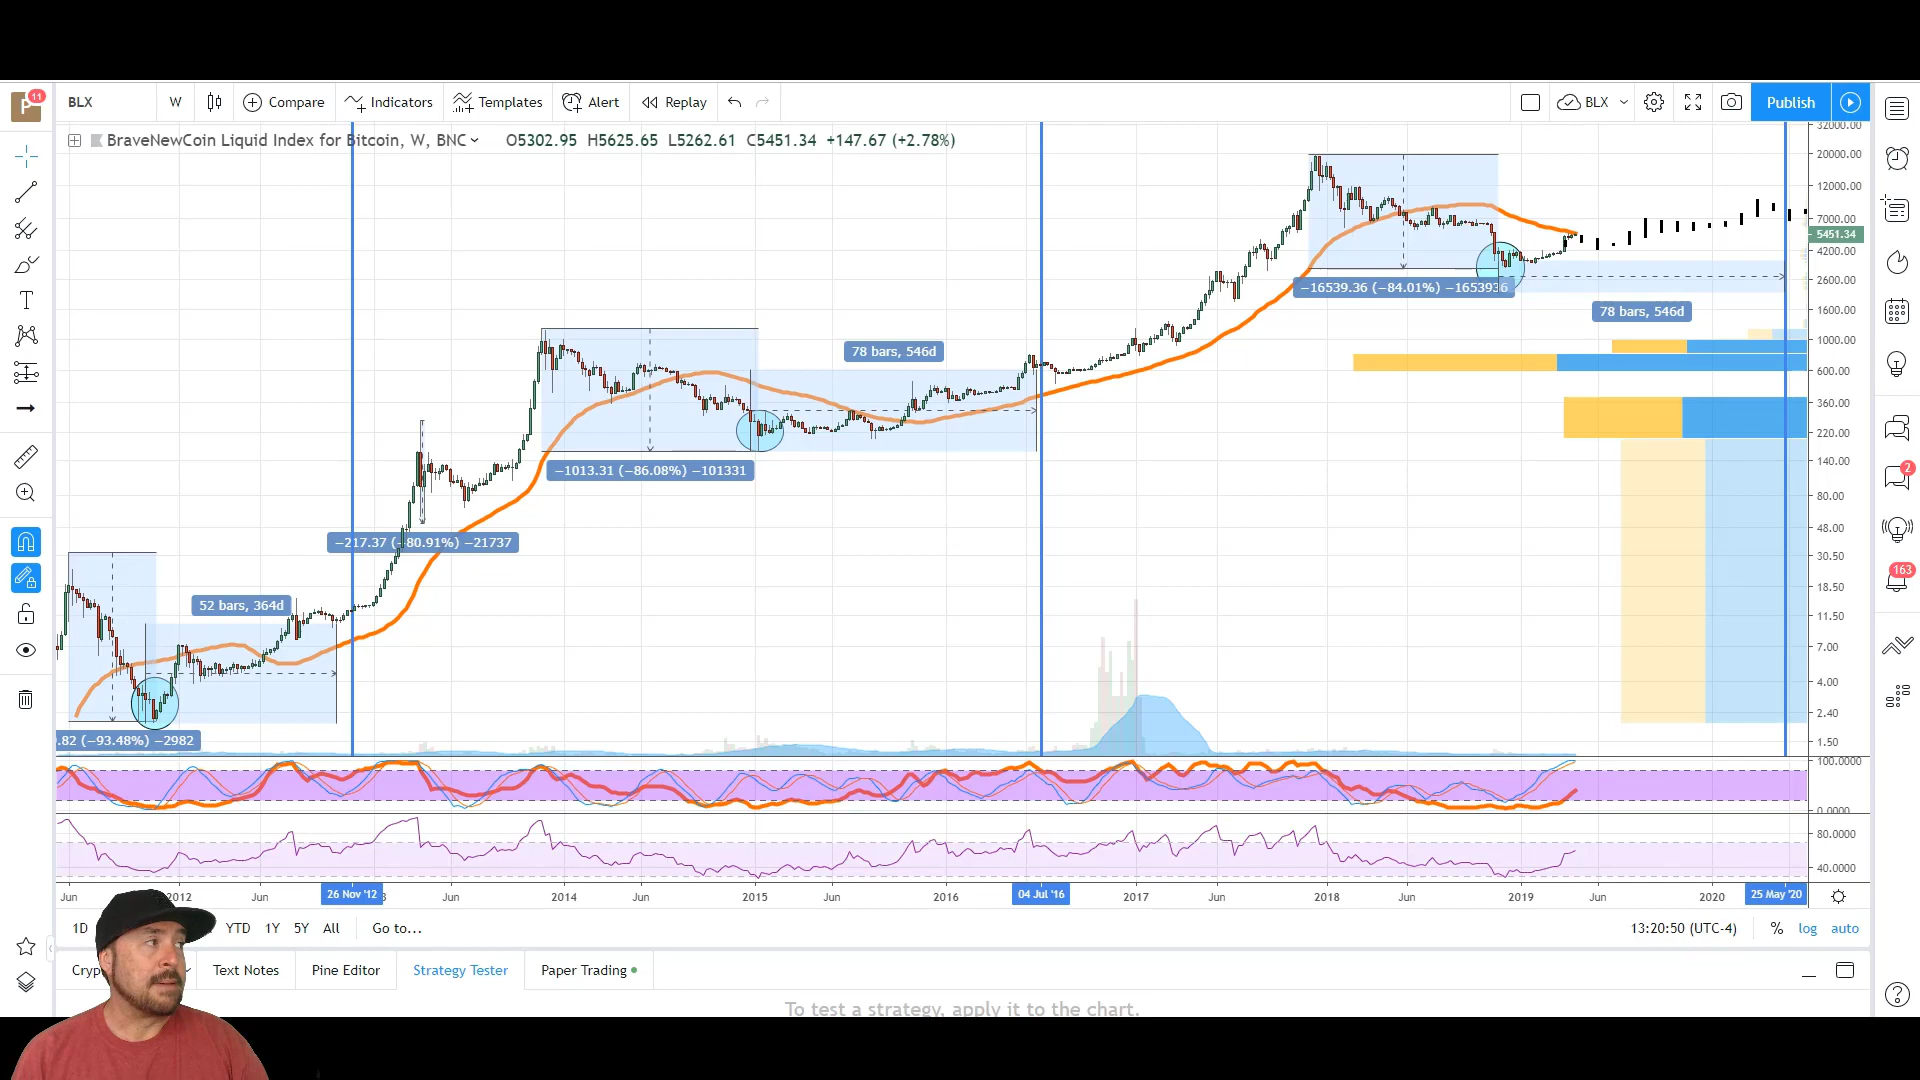 P 11
BLX W Compare Indicators Templates Alert Replay BLX Publish
BraveNewCoin Liquid Index for Bitcoin, W, BNC O5302.95 H5625.65 L5262.61 C5451.34 +147.67 (+2.78%)
32000.00
20000.00
12000.00
7000.00
5451.34
4200.00
2600.00
1600.00
1000.00
600.00
360.00
220.00
140.00
80.00
48.00
30.50
18.50
11.50
7.00
4.00
2.40
1.50
−16539.36 (−84.01%) −1653936
78 bars, 546d
78 bars, 546d
−1013.31 (−86.08%) −101331
−217.37 (−80.91%) −21737
52 bars, 364d
.82 (−93.48%) −2982
100.0000
0.0000
80.0000
40.0000
2
163
Jun 2012 Jun 26 Nov '12 3 Jun 2014 Jun 2015 Jun 2016 04 Jul '16 2017 Jun 2018 Jun 2019 Jun 2020 25 May '20
1D YTD 1Y 5Y All Go to... 13:20:50 (UTC-4) % log auto
Cryp Text Notes Pine Editor Strategy Tester Paper Trading
To test a strategy, apply it to the chart.